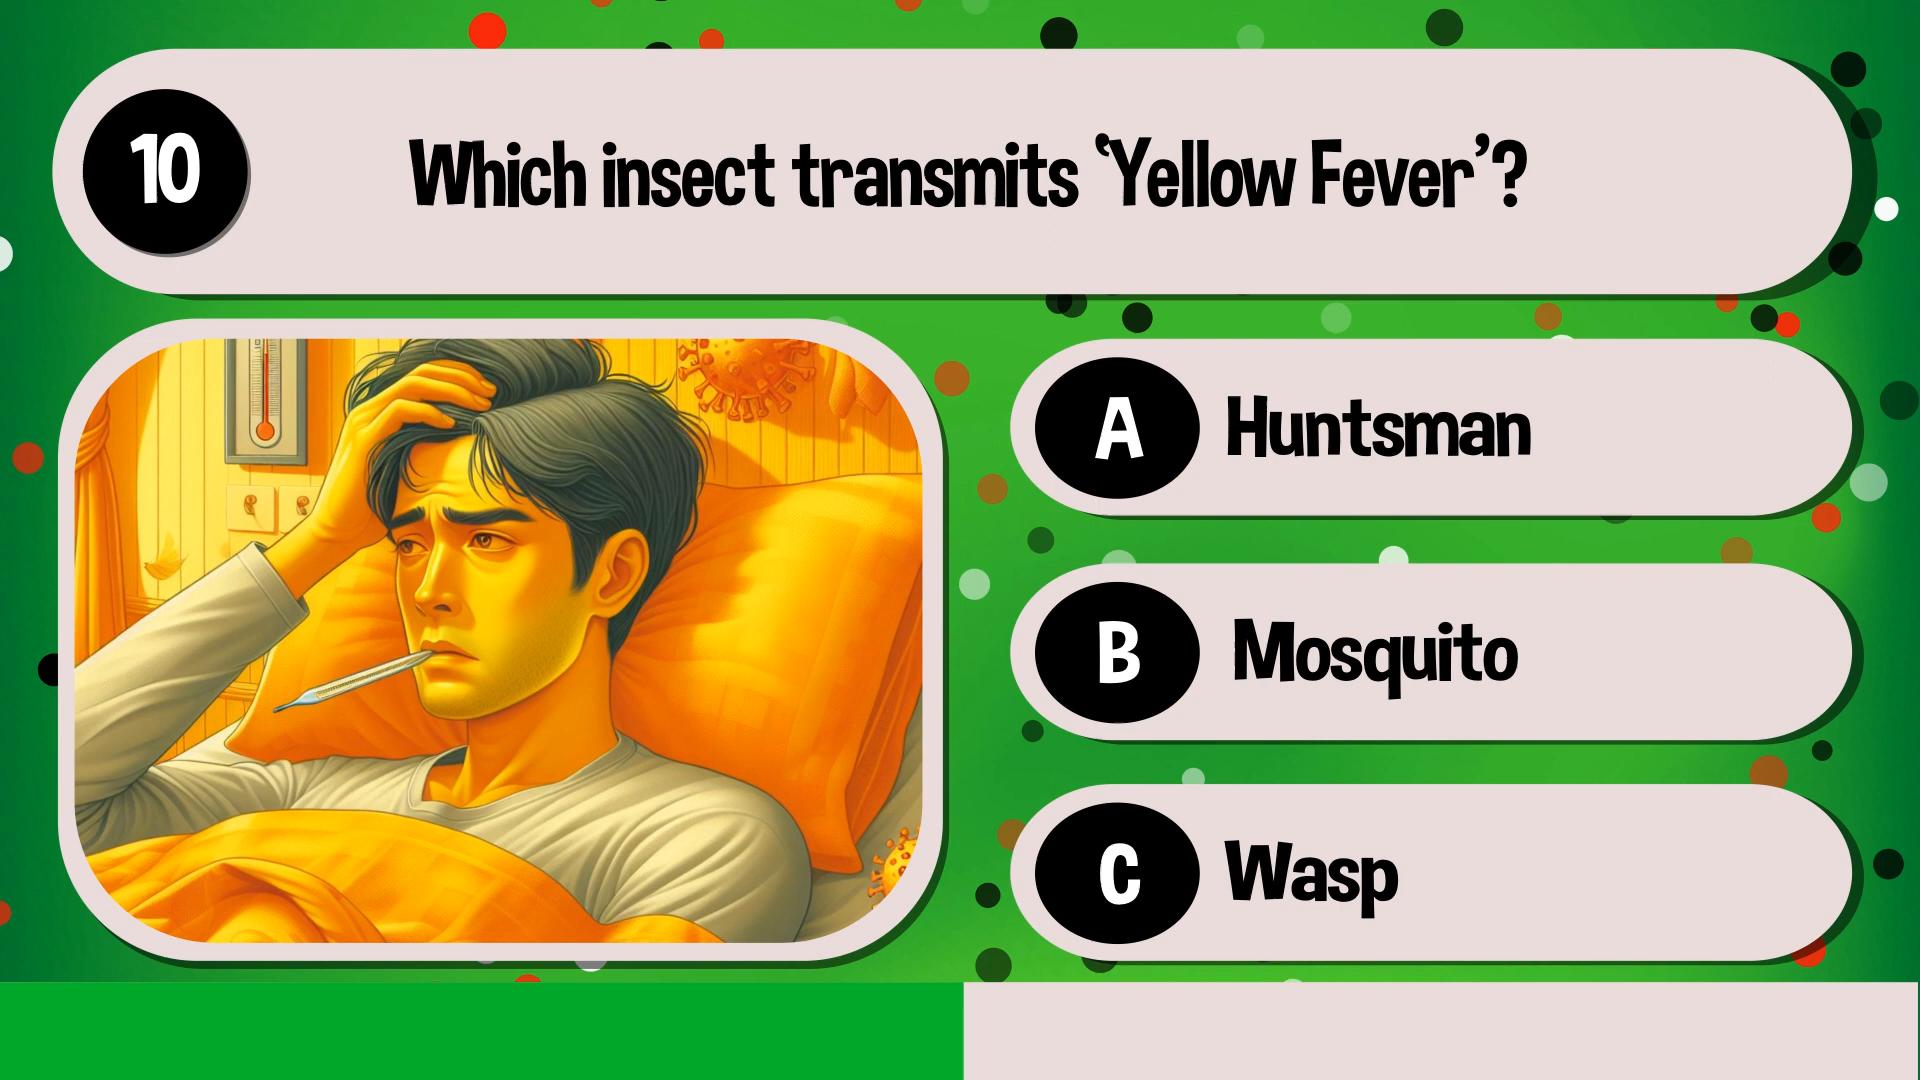 10
Which insect transmits ‘Yellow Fever’?
A Huntsman
B Mosquito
C Wasp